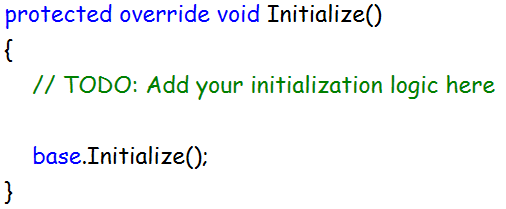 protected override void Initialize()
{
// TODO: Add your initialization logic here
base.Initialize();
}